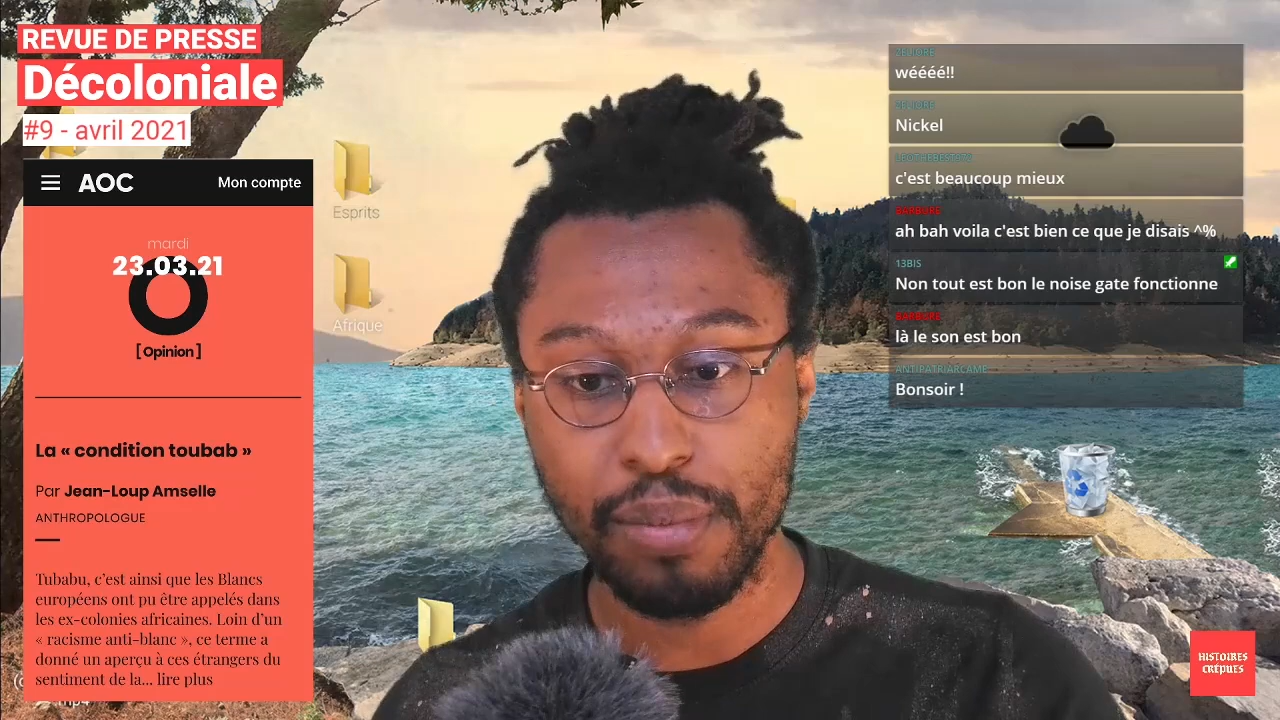 REVUE DE PRESSE
Décoloniale
#9 - avril 2021
AOC
Mon compte
mardi
23.03.21
[ Opinion ]
La « condition toubab »
Par Jean-Loup Amselle
ANTHROPOLOGUE
Tubabu, c’est ainsi que les Blancs
européens ont pu être appelés dans
les ex-colonies africaines. Loin d’un
« racisme anti-blanc », ce terme a
donné un aperçu à ces étrangers du
sentiment de la... lire plus
.mp4
Esprits
Afrique
wéééé!!
Nickel
c'est beaucoup mieux
BARBURE
ah bah voila c'est bien ce que je disais ^%
13BIS
Non tout est bon le noise gate fonctionne
BARBURE
là le son est bon
ANTIPATRIARCAME
Bonsoir !
HISTOIRES
CRÉPUES